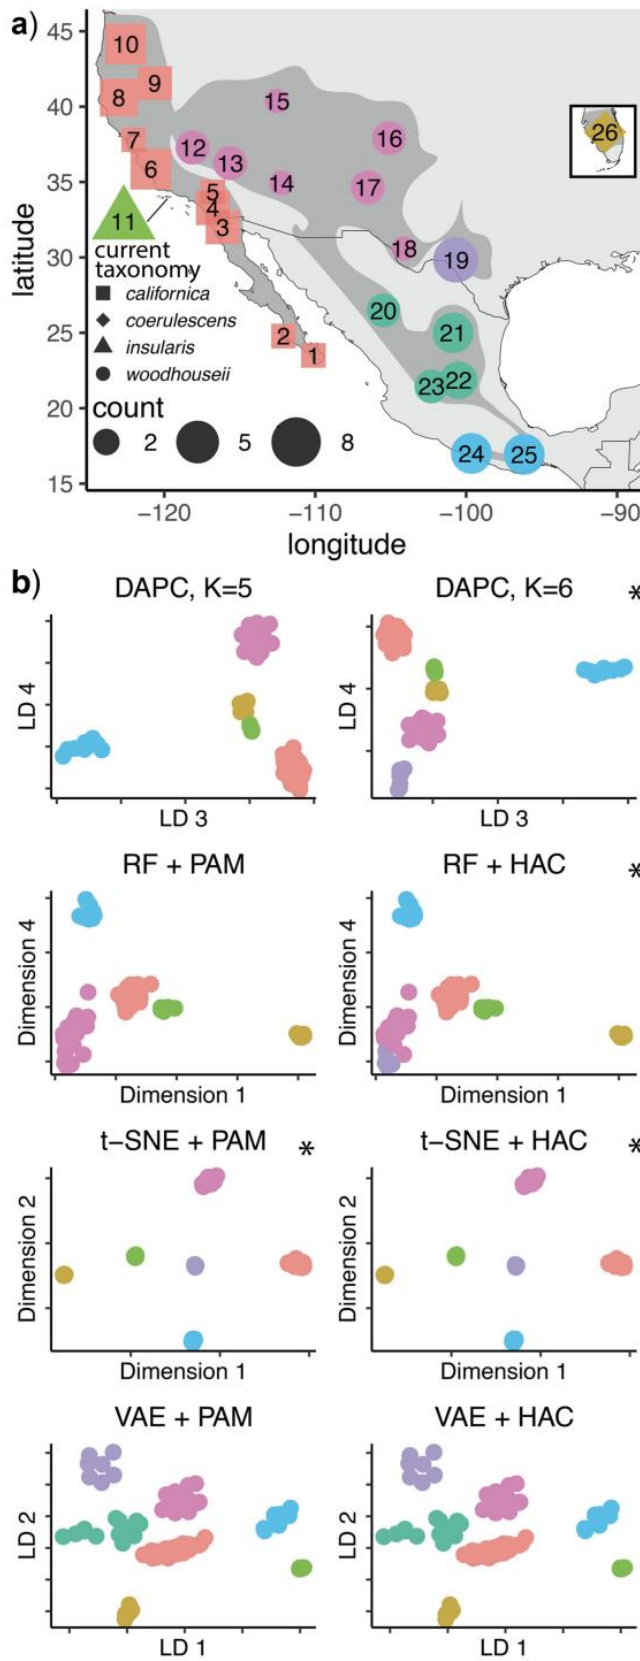 a)
45
10
9
40
8
15
26
7
16
12
6
13
35
5
14
17
4
11
3
18
30
19
latitude
current
taxonomy
californica
20
25
coerulescens
2
21
insularis
1
woodhouseii
22
23
20
count
2
5
8
24
25
15
−120
−110
−100
−90
longitude
b)
DAPC, K=5
DAPC, K=6
*
LD 4
LD 4
LD 3
LD 3
RF + PAM
RF + HAC
*
Dimension 4
Dimension 4
Dimension 1
Dimension 1
t−SNE + PAM
*
t−SNE + HAC
*
Dimension 2
Dimension 2
Dimension 1
Dimension 1
VAE + PAM
VAE + HAC
LD 2
LD 2
LD 1
LD 1